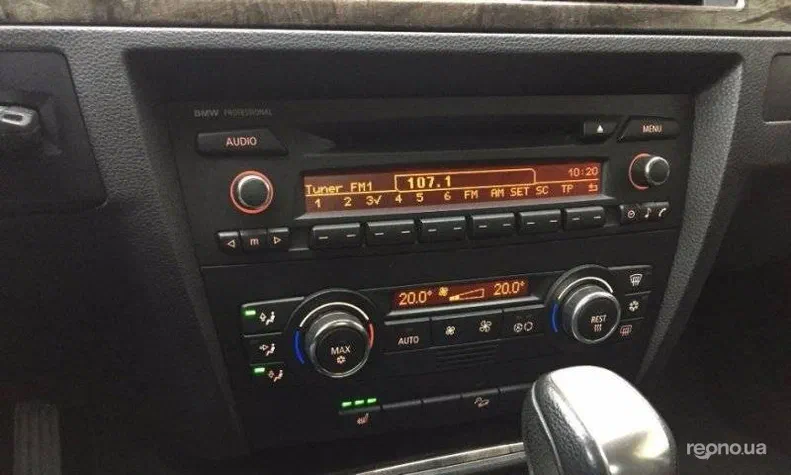 BMW PROFESSIONAL
AUDIO
MENU
Tuner FM1 107.1 10:20
1 2 3✓ 4 5 6 FM AM SET SC TP
m
20.0° 20.0°
MAX
AUTO
REST
repno.ua